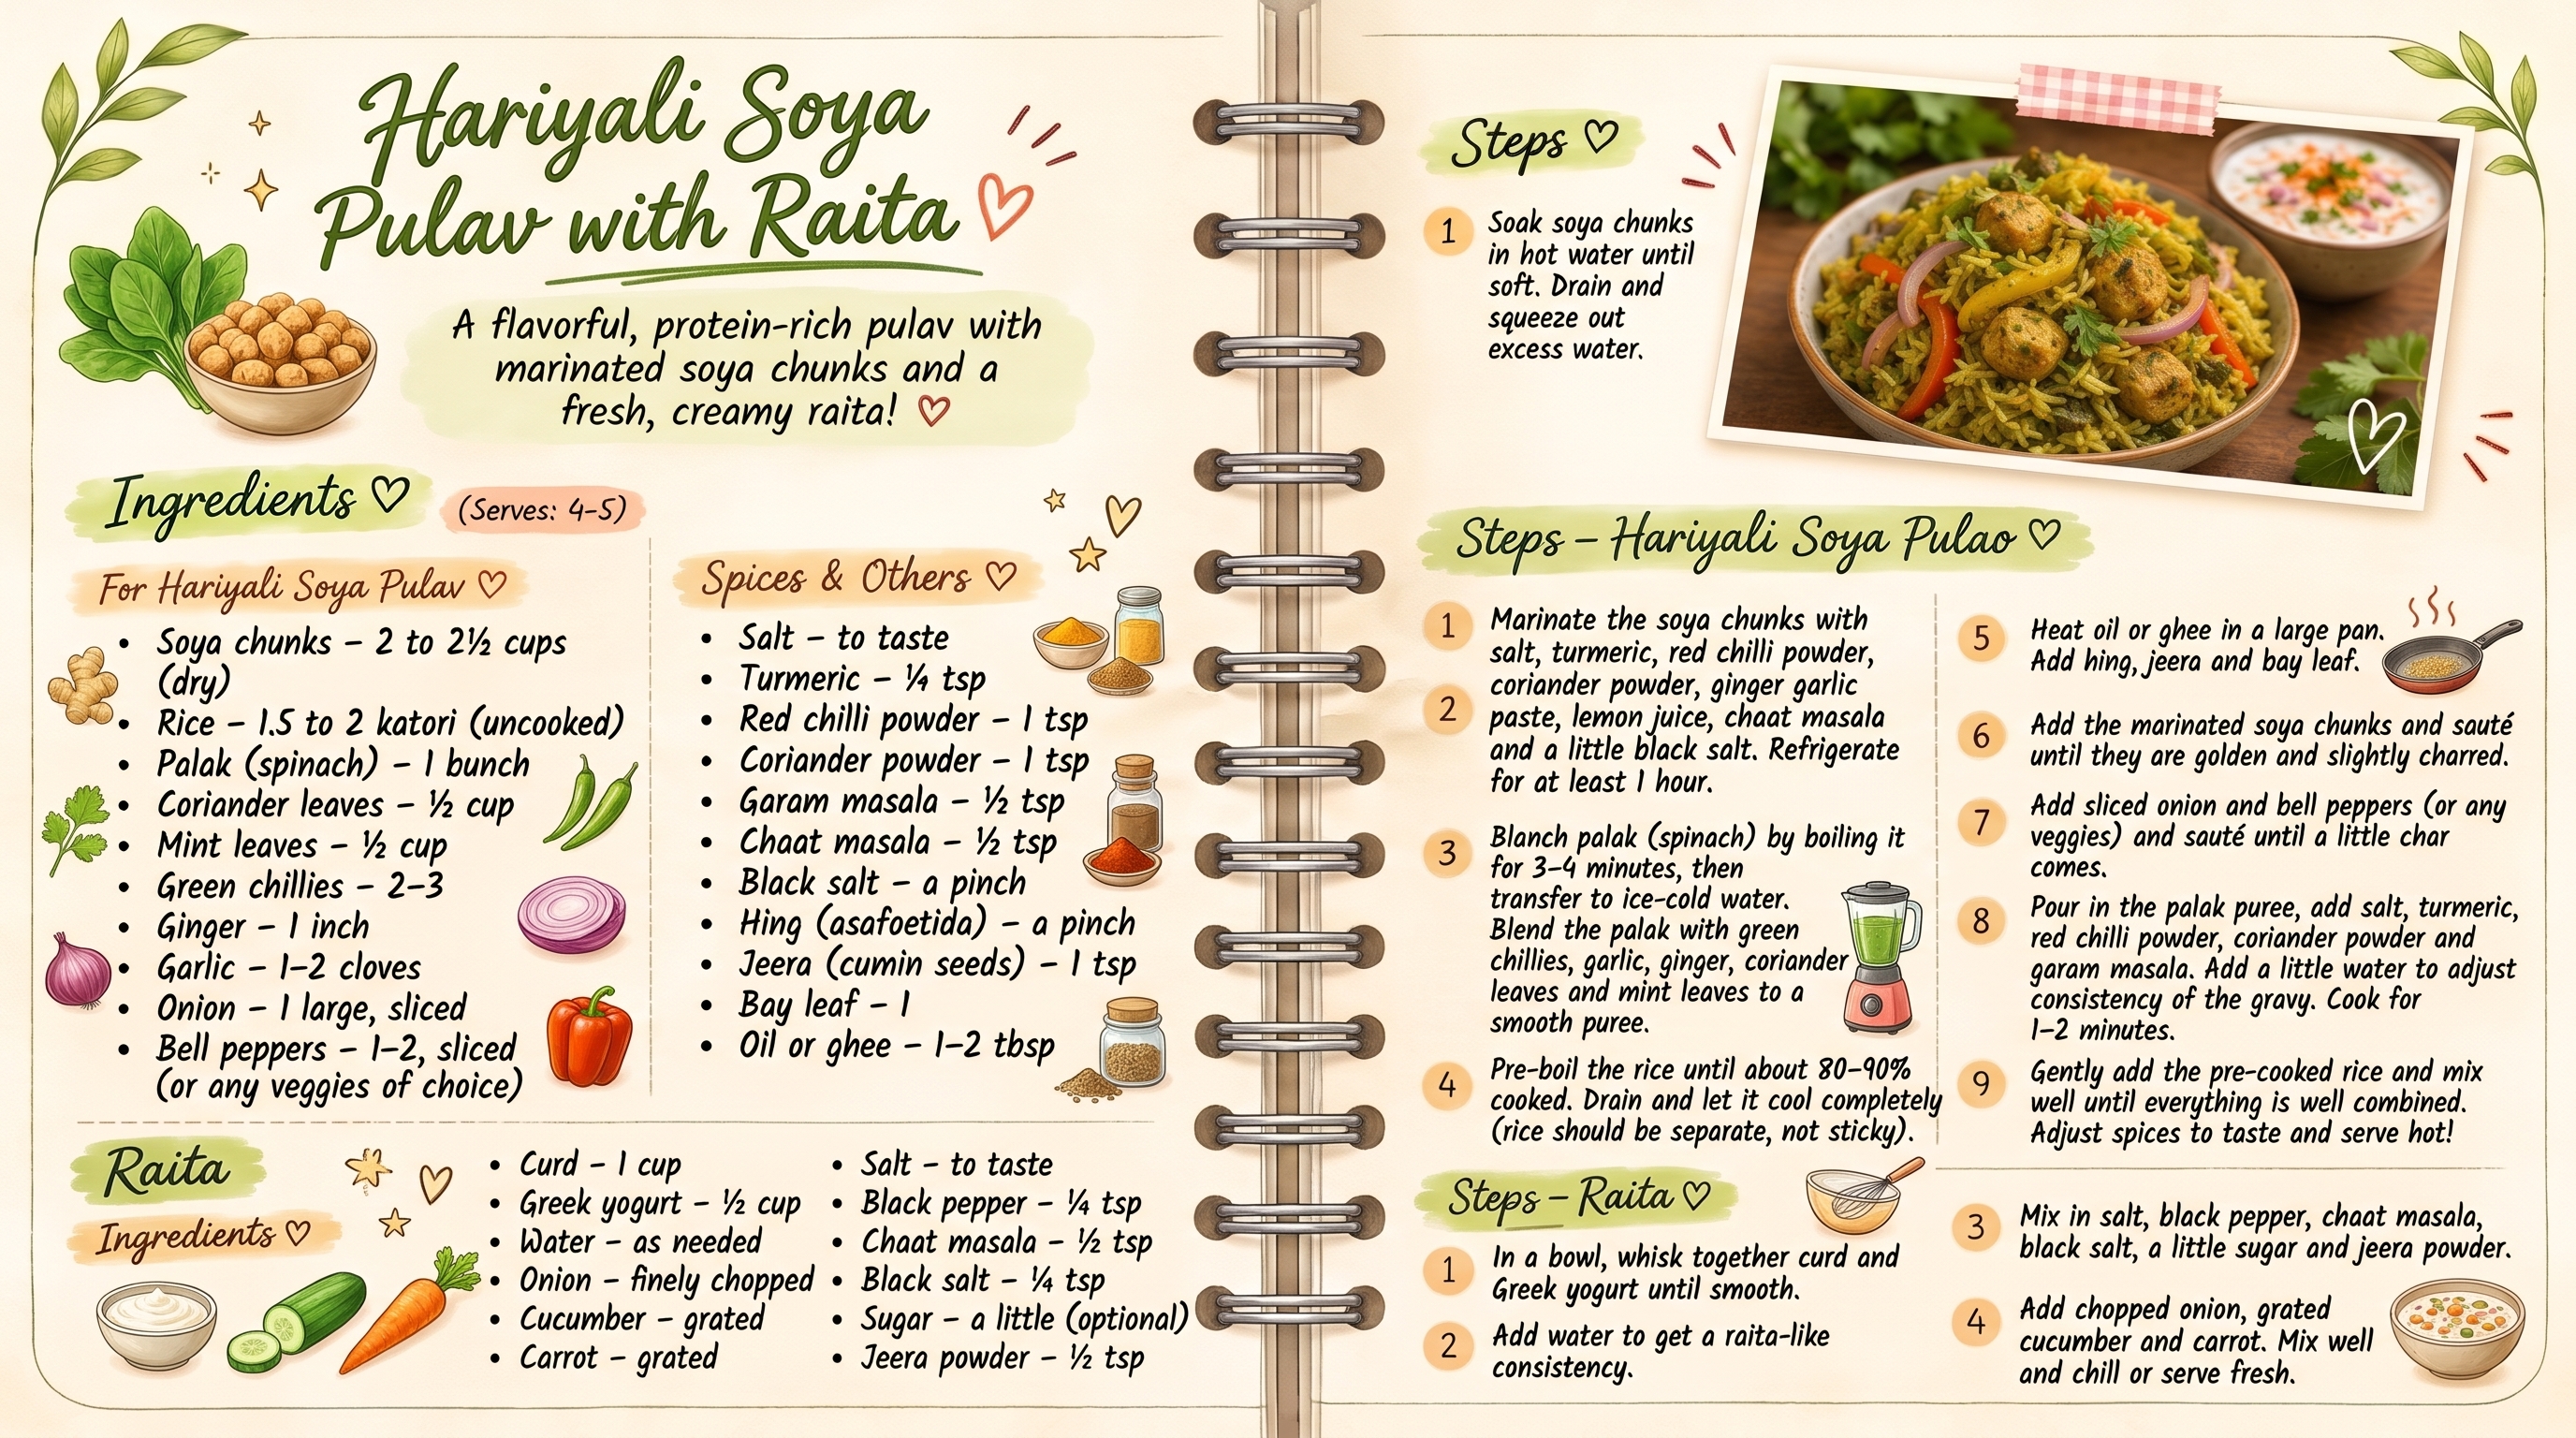 Hariyali Soya
Pulav with Raita
A flavorful, protein-rich pulav with
marinated soya chunks and a
fresh, creamy raita!
Ingredients
(Serves: 4-5)
For Hariyali Soya Pulav
• Soya chunks – 2 to 2½ cups
(dry)
• Rice – 1.5 to 2 katori (uncooked)
• Palak (spinach) – 1 bunch
• Coriander leaves – ½ cup
• Mint leaves – ½ cup
• Green chillies – 2-3
• Ginger – 1 inch
• Garlic – 1-2 cloves
• Onion – 1 large, sliced
• Bell peppers – 1-2, sliced
(or any veggies of choice)
Spices & Others
• Salt – to taste
• Turmeric – ¼ tsp
• Red chilli powder – 1 tsp
• Coriander powder – 1 tsp
• Garam masala – ½ tsp
• Chaat masala – ½ tsp
• Black salt – a pinch
• Hing (asafoetida) – a pinch
• Jeera (cumin seeds) – 1 tsp
• Bay leaf – 1
• Oil or ghee – 1-2 tbsp
Raita
Ingredients
• Curd – 1 cup
• Greek yogurt – ½ cup
• Water – as needed
• Onion – finely chopped
• Cucumber – grated
• Carrot – grated
• Salt – to taste
• Black pepper – ¼ tsp
• Chaat masala – ½ tsp
• Black salt – ¼ tsp
• Sugar – a little (optional)
• Jeera powder – ½ tsp
Steps
1 Soak soya chunks
in hot water until
soft. Drain and
squeeze out
excess water.
Steps – Hariyali Soya Pulao
1 Marinate the soya chunks with
salt, turmeric, red chilli powder,
coriander powder, ginger garlic
2 paste, lemon juice, chaat masala
and a little black salt. Refrigerate
for at least 1 hour.
3 Blanch palak (spinach) by boiling it
for 3-4 minutes, then
transfer to ice-cold water.
Blend the palak with green
chillies, garlic, ginger, coriander
leaves and mint leaves to a
smooth puree.
4 Pre-boil the rice until about 80-90%
cooked. Drain and let it cool completely
(rice should be separate, not sticky).
5 Heat oil or ghee in a large pan.
Add hing, jeera and bay leaf.
6 Add the marinated soya chunks and sauté
until they are golden and slightly charred.
7 Add sliced onion and bell peppers (or any
veggies) and sauté until a little char
comes.
8 Pour in the palak puree, add salt, turmeric,
red chilli powder, coriander powder and
garam masala. Add a little water to adjust
consistency of the gravy. Cook for
1-2 minutes.
9 Gently add the pre-cooked rice and mix
well until everything is well combined.
Adjust spices to taste and serve hot!
Steps – Raita
1 In a bowl, whisk together curd and
Greek yogurt until smooth.
2 Add water to get a raita-like
consistency.
3 Mix in salt, black pepper, chaat masala,
black salt, a little sugar and jeera powder.
4 Add chopped onion, grated
cucumber and carrot. Mix well
and chill or serve fresh.